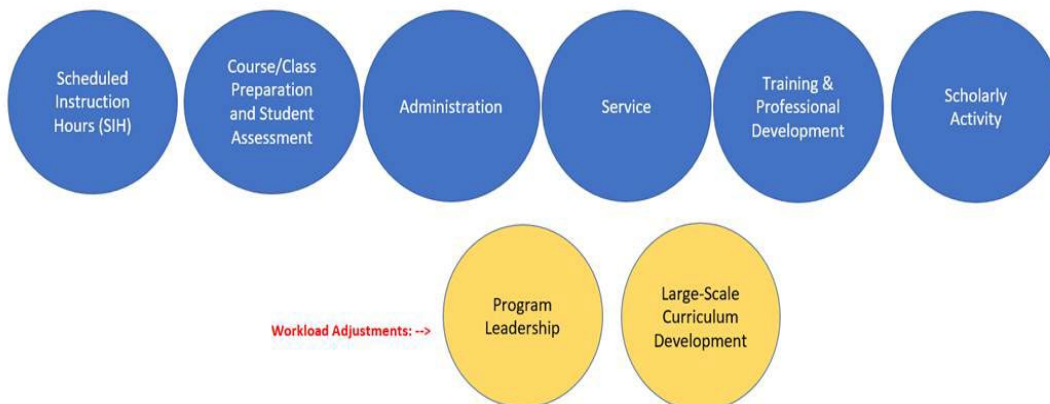 Scheduled
Instruction
Hours (SIH)
Course/Class
Preparation
and Student
Assessment
Administration
Service
Training &
Professional
Development
Scholarly
Activity
Workload Adjustments: -->
Program
Leadership
Large-Scale
Curriculum
Development